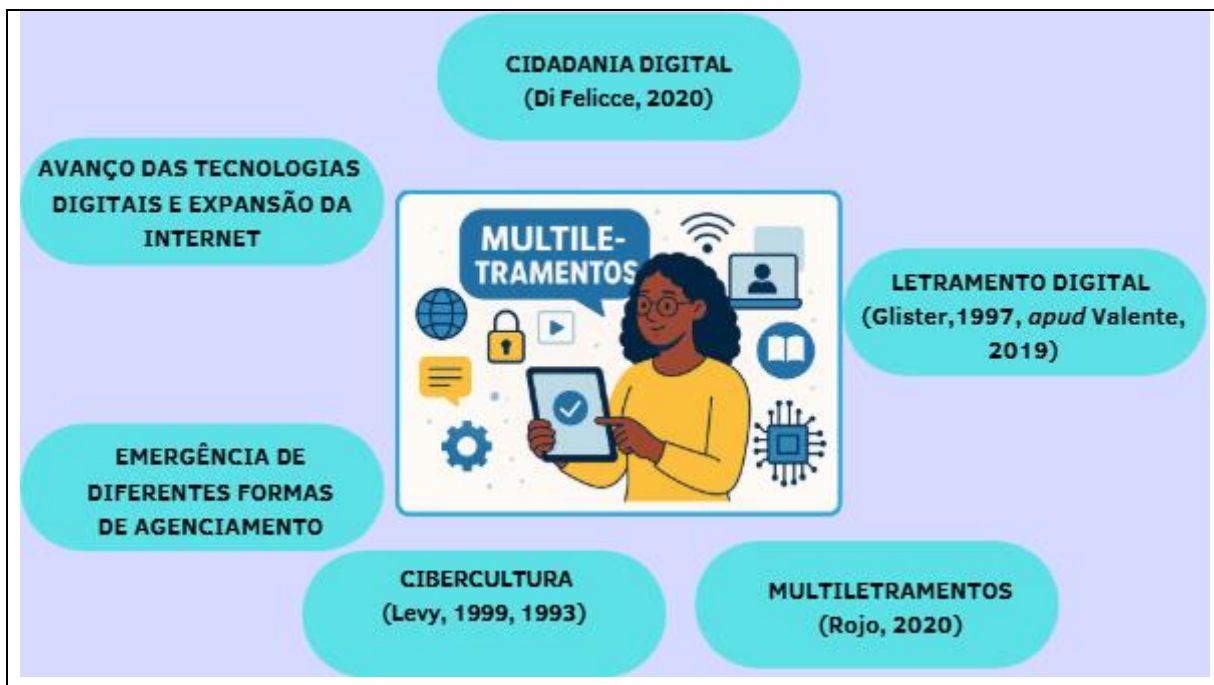 CIDADANIA DIGITAL
(Di Felicce, 2020)
AVANÇO DAS TECNOLOGIAS
DIGITAIS E EXPANSÃO DA
INTERNET
MULTILE-
TRAMENTOS
LETRAMENTO DIGITAL
(Glister,1997, apud Valente,
2019)
EMERGÊNCIA DE
DIFERENTES FORMAS
DE AGENCIAMENTO
CIBERCULTURA
(Levy, 1999, 1993)
MULTILETRAMENTOS
(Rojo, 2020)